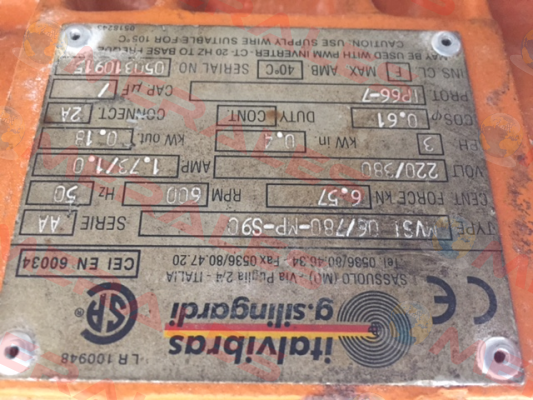 LR 100948
italvibras
g.silingardi
SASSUOLO (MO) - Via Puglia 2/4 - ITALIA
Tel. 0536/80.46.34 - Fax 0536/80.47.20
CEI EN 60034
TYPE 780-MP-S90 SERIE AA
CENT. FORCE kN 6.57 RPM 600 Hz 50
VOLT 220/380 AMP 1.73/1.0
PH 3 kW in. 0.4 kW out. 0.18
COSφ 0.61 DUTY CONT. CONNECT. 2A
PROT. IP66-7 CAP μF /
INS. CL. F MAX AMB 40°C SERIAL NO. 050310915
MAY BE USED WITH PWM INVERTER - CT - 20 HZ TO BASE FREQUE
CAUTION. USE SUPPLY WIRE SUITABLE FOR 105°C